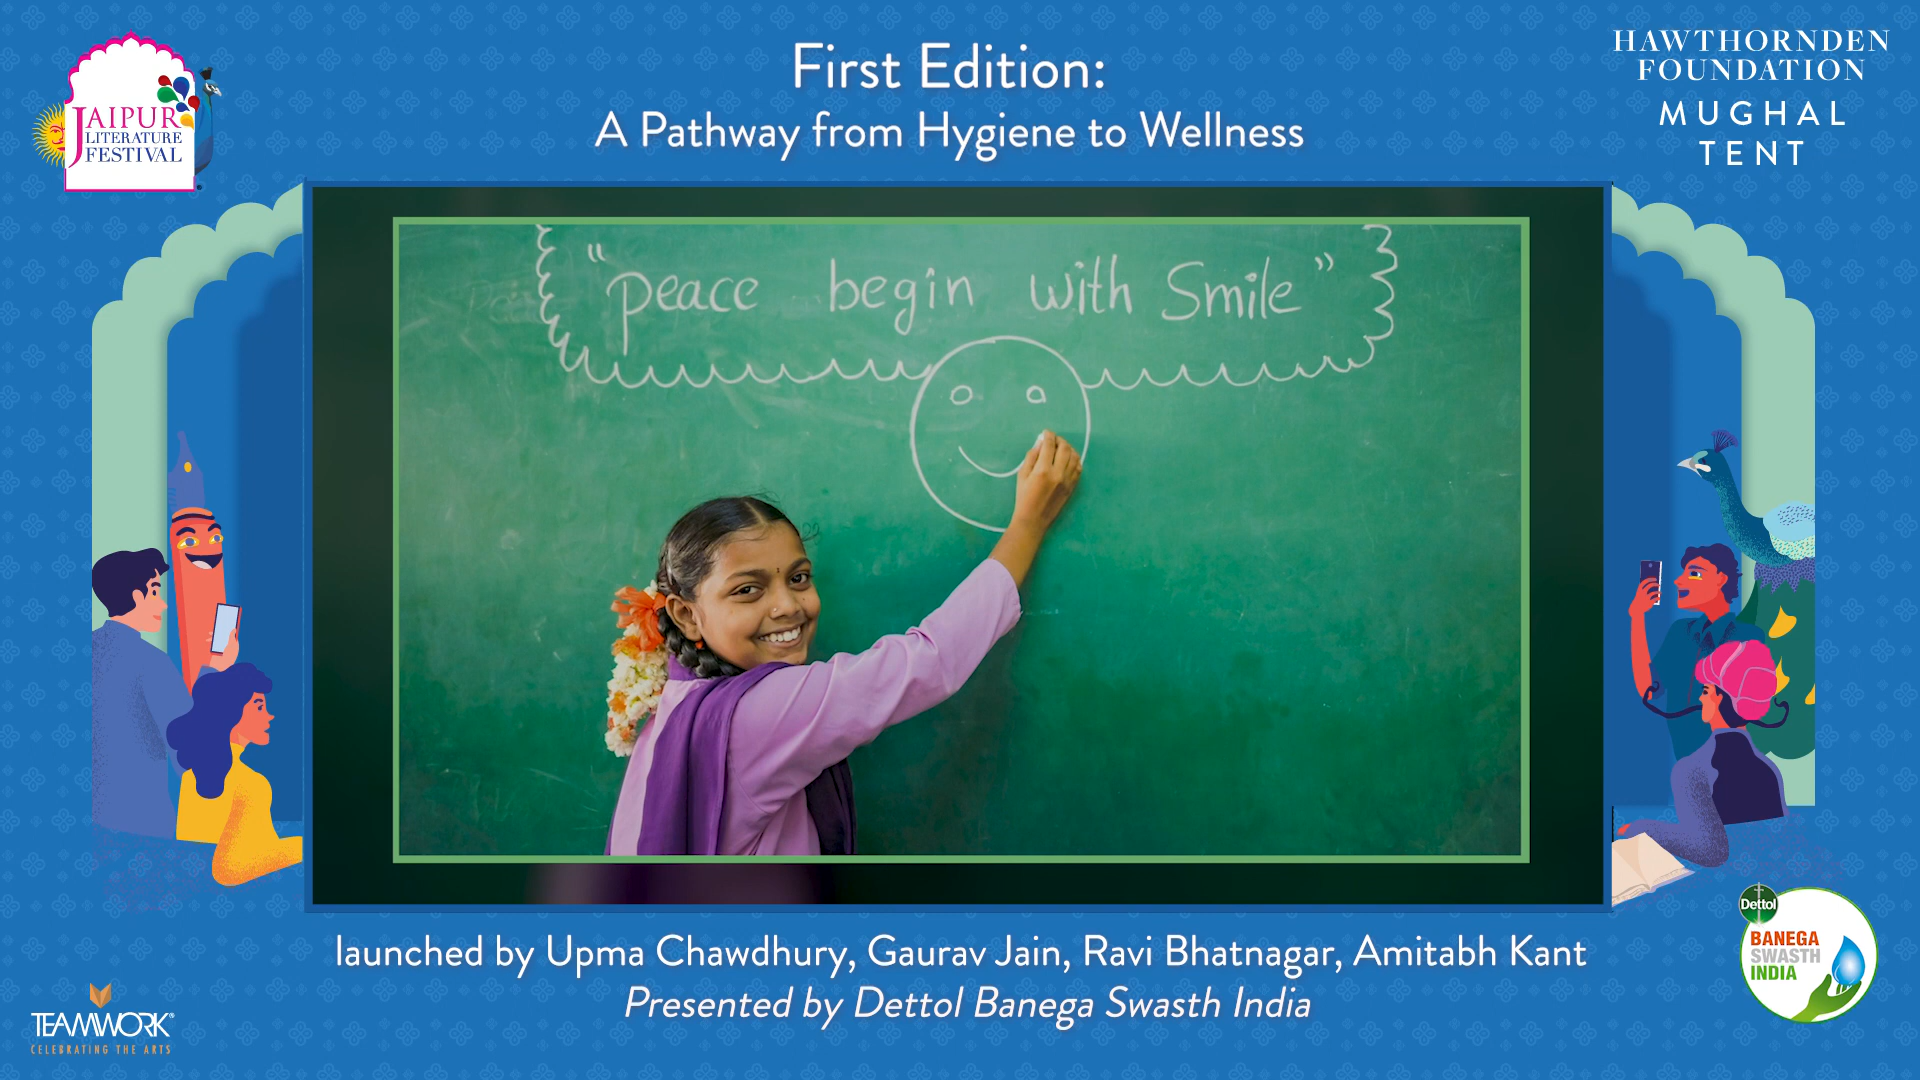 JAIPUR
LITERATURE
FESTIVAL
First Edition:
A Pathway from Hygiene to Wellness
HAWTHORNDEN
FOUNDATION
MUGHAL
TENT
"peace begin with Smile"
launched by Upma Chawdhury, Gaurav Jain, Ravi Bhatnagar, Amitabh Kant
Presented by Dettol Banega Swasth India
TEAMWORK®
CELEBRATING THE ARTS
Dettol
BANEGA
SWASTH
INDIA